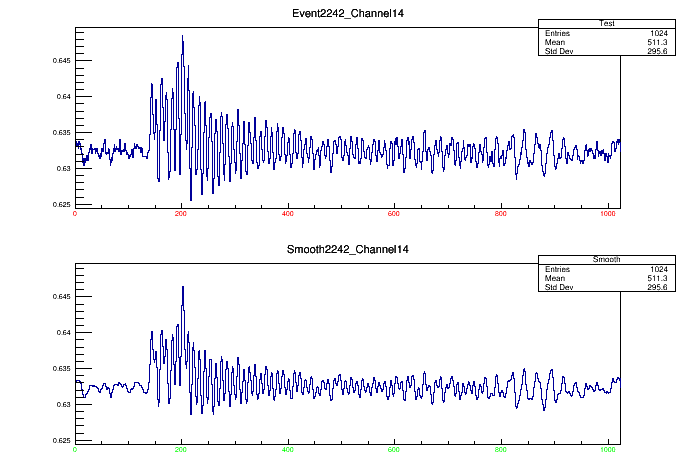 Event2242_Channel14
Test
Entries 1024
Mean 511.3
Std Dev 295.6
0.645
0.64
0.635
0.63
0.625
0 200 400 600 800 1000
Smooth2242_Channel14
Smooth
Entries 1024
Mean 511.3
Std Dev 295.6
0.645
0.64
0.635
0.63
0.625
0 200 400 600 800 1000